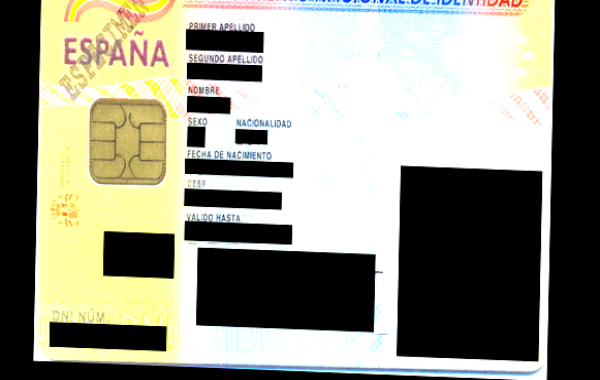 NACIONAL DE IDENTIDAD
ESPAÑA
ESPECIMEN
PRIMER APELLIDO
SEGUNDO APELLIDO
NOMBRE
SEXO NACIONALIDAD
FECHA DE NACIMIENTO
IDESP
VALIDO HASTA
DNI NÚM.